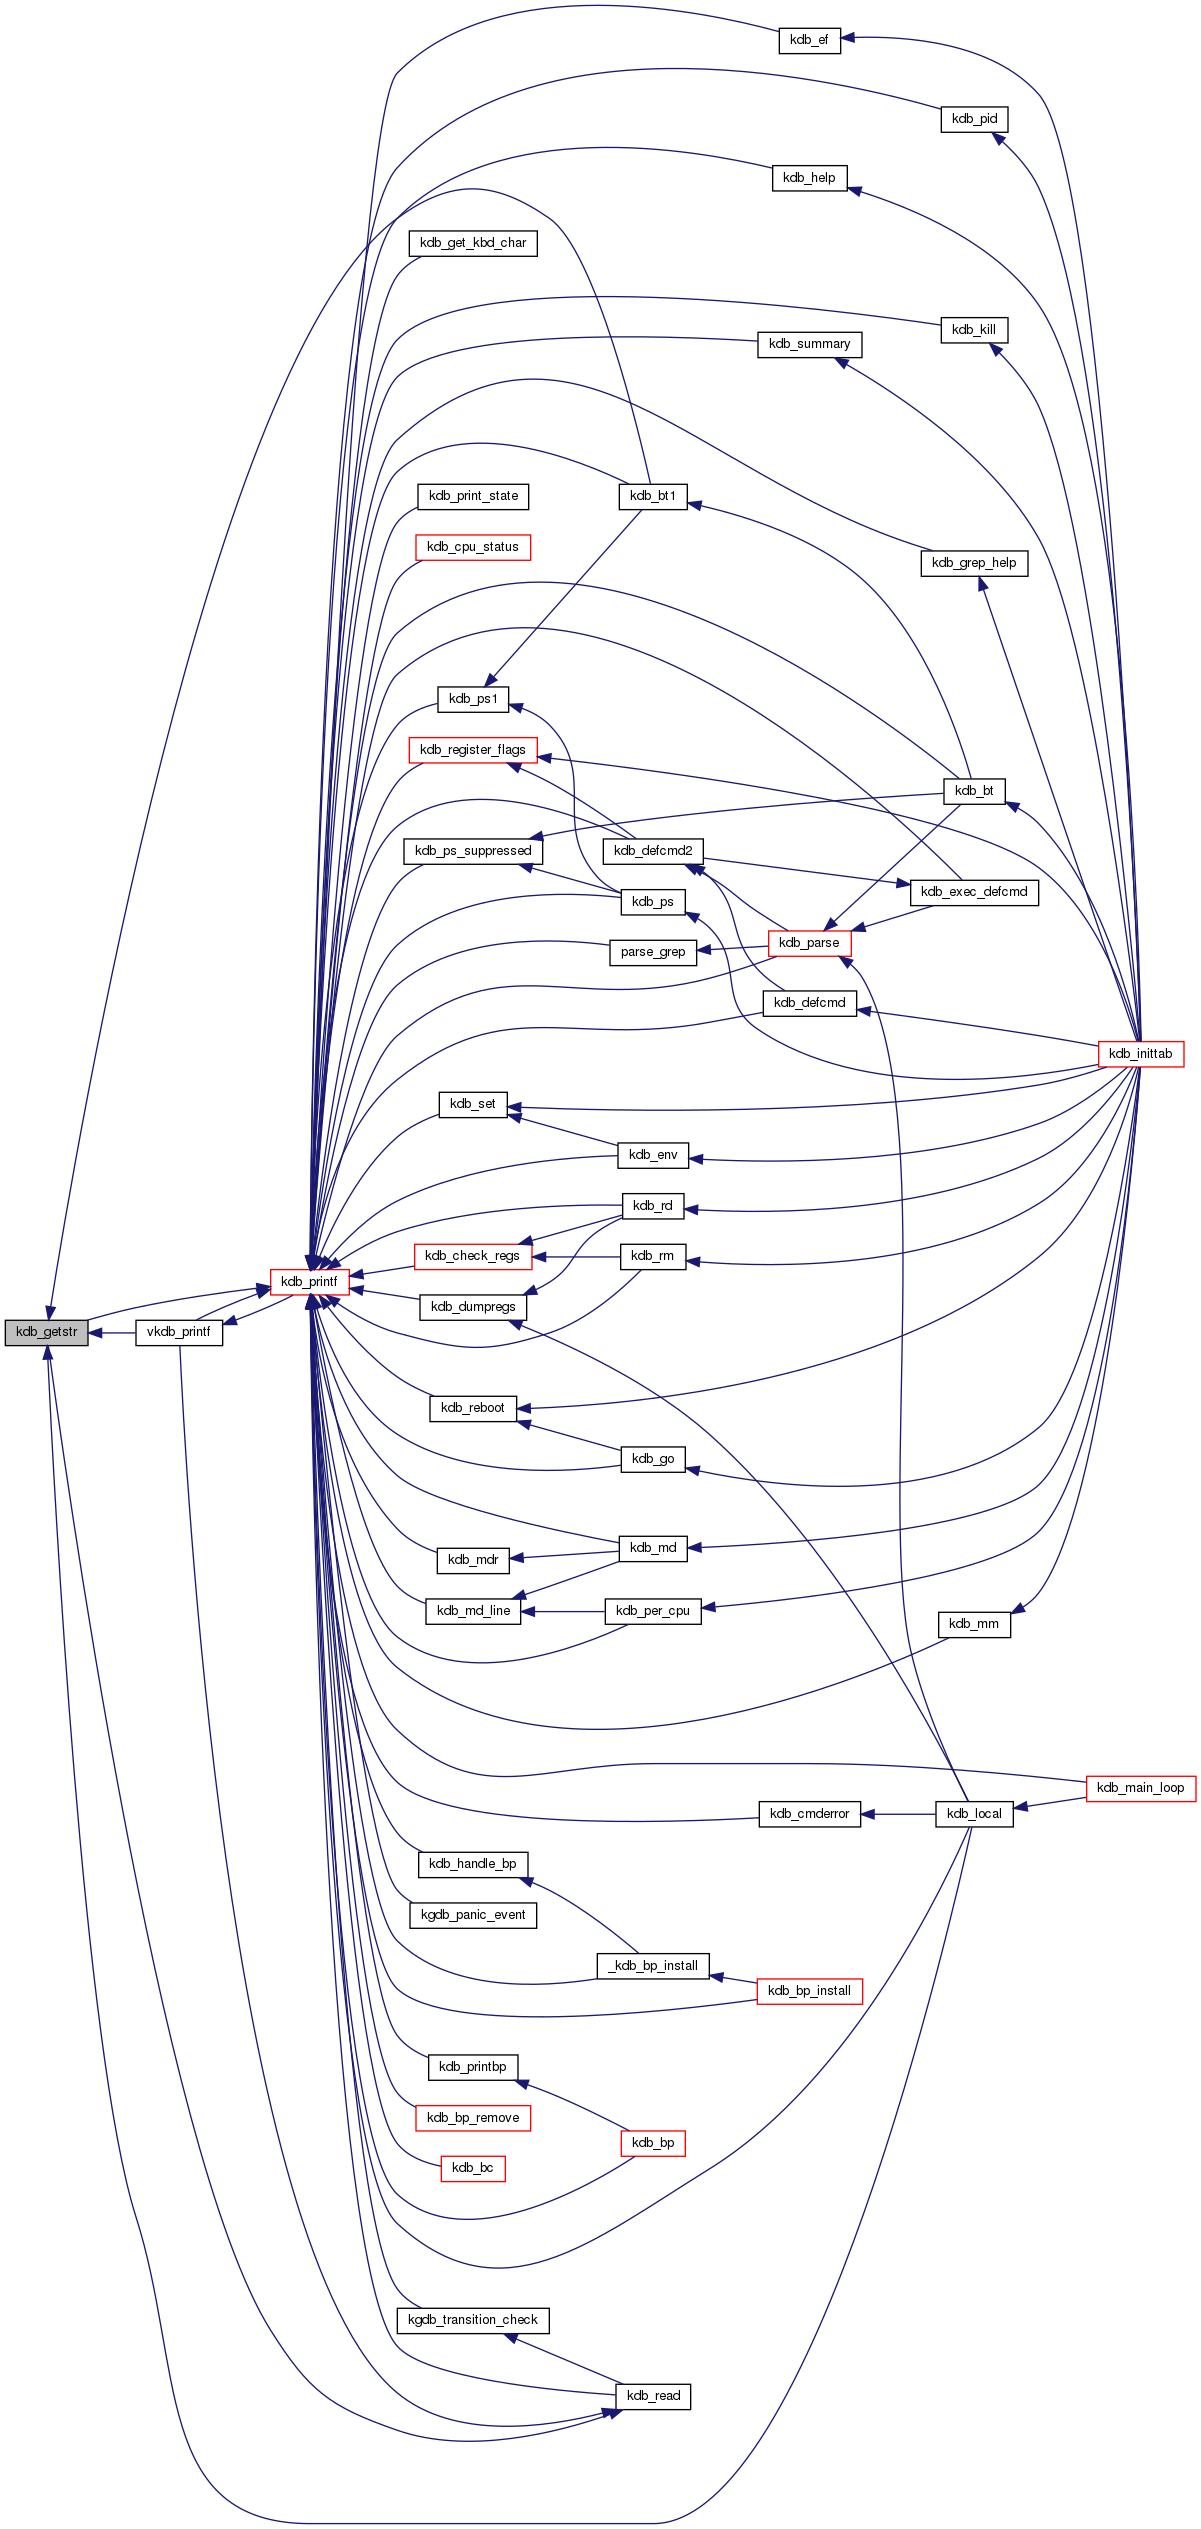 kdb_ef
kdb_pid
kdb_help
kdb_get_kbd_char
kdb_kill
kdb_summary
kdb_print_state
kdb_bt1
kdb_cpu_status
kdb_grep_help
kdb_ps1
kdb_register_flags
kdb_bt
kdb_ps_suppressed
kdb_defcmd2
kdb_exec_defcmd
kdb_ps
parse_grep
kdb_parse
kdb_defcmd
kdb_inittab
kdb_set
kdb_env
kdb_rd
kdb_check_regs
kdb_rm
kdb_printf
kdb_dumpregs
kdb_getstr
vkdb_printf
kdb_reboot
kdb_go
kdb_md
kdb_mdr
kdb_md_line
kdb_per_cpu
kdb_mm
kdb_main_loop
kdb_cmderror
kdb_local
kdb_handle_bp
kgdb_panic_event
_kdb_bp_install
kdb_bp_install
kdb_printbp
kdb_bp_remove
kdb_bp
kdb_bc
kgdb_transition_check
kdb_read